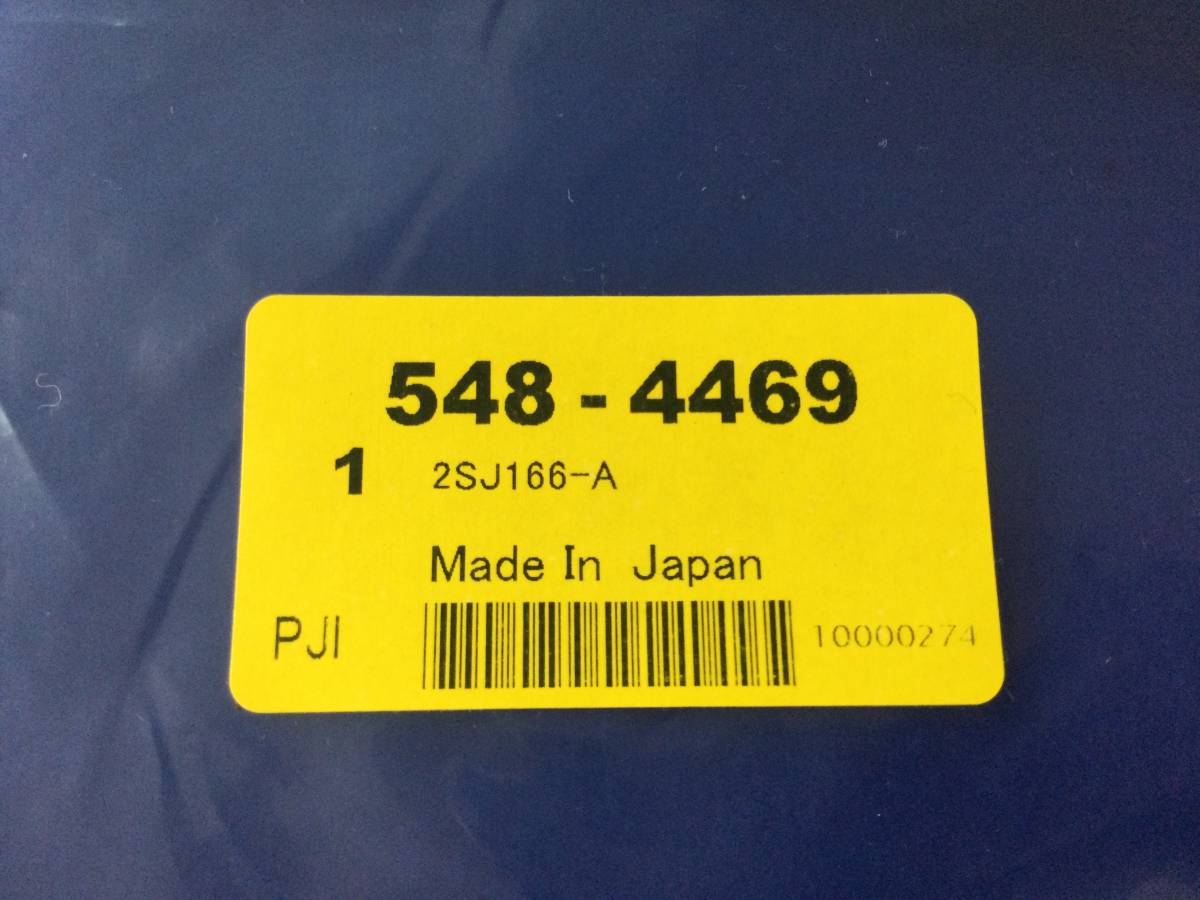 548 - 4469
1 2SJ166-A
Made In Japan
PJI 10000274